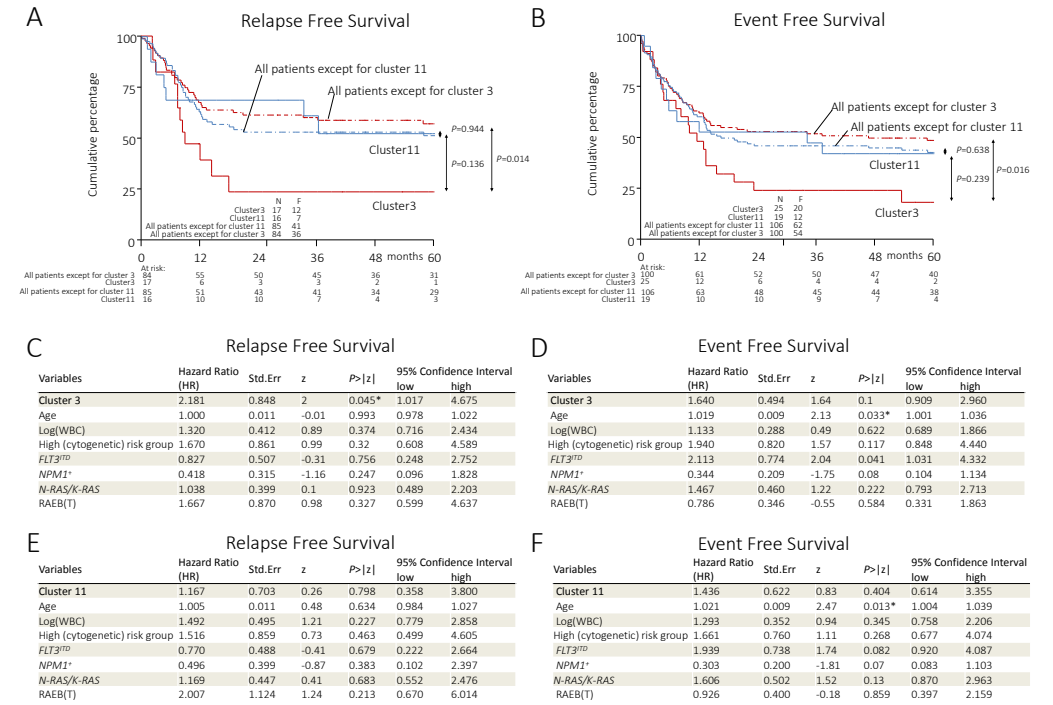 A
Relapse Free Survival
Cumulative percentage
100
75
50
25
0
All patients except for cluster 11
All patients except for cluster 3
Cluster11
Cluster3
P=0.944
P=0.136
P=0.014
N F
Cluster3 17 12
Cluster11 16 7
All patients except for cluster 11 85 41
All patients except for cluster 3 84 36
0 12 24 36 48 months 60
At risk:
All patients except for cluster 3 84 55 50 45 36 31
Cluster3 17 6 3 3 2 1
All patients except for cluster 11 85 51 43 41 34 29
Cluster11 16 10 10 7 4 3
B
Event Free Survival
Cumulative percentage
100
75
50
25
0
All patients except for cluster 3
All patients except for cluster 11
Cluster11
Cluster3
P=0.638
P=0.239
P=0.016
N F
Cluster3 25 20
Cluster11 19 12
All patients except for cluster 11 106 62
All patients except for cluster 3 100 54
0 12 24 36 48 months 60
At risk:
All patients except for cluster 3 100 61 52 50 47 40
Cluster3 25 12 6 4 4 2
All patients except for cluster 11 106 63 48 45 44 38
Cluster11 19 10 10 9 7 4
C
Relapse Free Survival
Variables Hazard Ratio (HR) Std.Err z P>|z| 95% Confidence Interval
low high
Cluster 3 2.181 0.848 2 0.045* 1.017 4.675
Age 1.000 0.011 -0.01 0.993 0.978 1.022
Log(WBC) 1.320 0.412 0.89 0.374 0.716 2.434
High (cytogenetic) risk group 1.670 0.861 0.99 0.32 0.608 4.589
FLT3ᴵᵀᴰ 0.827 0.507 -0.31 0.756 0.248 2.752
NPM1⁺ 0.418 0.315 -1.16 0.247 0.096 1.828
N-RAS/K-RAS 1.038 0.399 0.1 0.923 0.489 2.203
RAEB(T) 1.667 0.870 0.98 0.327 0.599 4.637
D
Event Free Survival
Variables Hazard Ratio (HR) Std.Err z P>|z| 95% Confidence Interval
low high
Cluster 3 1.640 0.494 1.64 0.1 0.909 2.960
Age 1.019 0.009 2.13 0.033* 1.001 1.036
Log(WBC) 1.133 0.288 0.49 0.622 0.689 1.866
High (cytogenetic) risk group 1.940 0.820 1.57 0.117 0.848 4.440
FLT3ᴵᵀᴰ 2.113 0.774 2.04 0.041 1.031 4.332
NPM1⁺ 0.344 0.209 -1.75 0.08 0.104 1.134
N-RAS/K-RAS 1.467 0.460 1.22 0.222 0.793 2.713
RAEB(T) 0.786 0.346 -0.55 0.584 0.331 1.863
E
Relapse Free Survival
Variables Hazard Ratio (HR) Std.Err z P>|z| 95% Confidence Interval
low high
Cluster 11 1.167 0.703 0.26 0.798 0.358 3.800
Age 1.005 0.011 0.48 0.634 0.984 1.027
Log(WBC) 1.492 0.495 1.21 0.227 0.779 2.858
High (cytogenetic) risk group 1.516 0.859 0.73 0.463 0.499 4.605
FLT3ᴵᵀᴰ 0.770 0.488 -0.41 0.679 0.222 2.664
NPM1⁺ 0.496 0.399 -0.87 0.383 0.102 2.397
N-RAS/K-RAS 1.169 0.447 0.41 0.683 0.552 2.476
RAEB(T) 2.007 1.124 1.24 0.213 0.670 6.014
F
Event Free Survival
Variables Hazard Ratio (HR) Std.Err z P>|z| 95% Confidence Interval
low high
Cluster 11 1.436 0.622 0.83 0.404 0.614 3.355
Age 1.021 0.009 2.47 0.013* 1.004 1.039
Log(WBC) 1.293 0.352 0.94 0.345 0.758 2.206
High (cytogenetic) risk group 1.661 0.760 1.11 0.268 0.677 4.074
FLT3ᴵᵀᴰ 1.939 0.738 1.74 0.082 0.920 4.087
NPM1⁺ 0.303 0.200 -1.81 0.07 0.083 1.103
N-RAS/K-RAS 1.606 0.502 1.52 0.13 0.870 2.963
RAEB(T) 0.926 0.400 -0.18 0.859 0.397 2.159